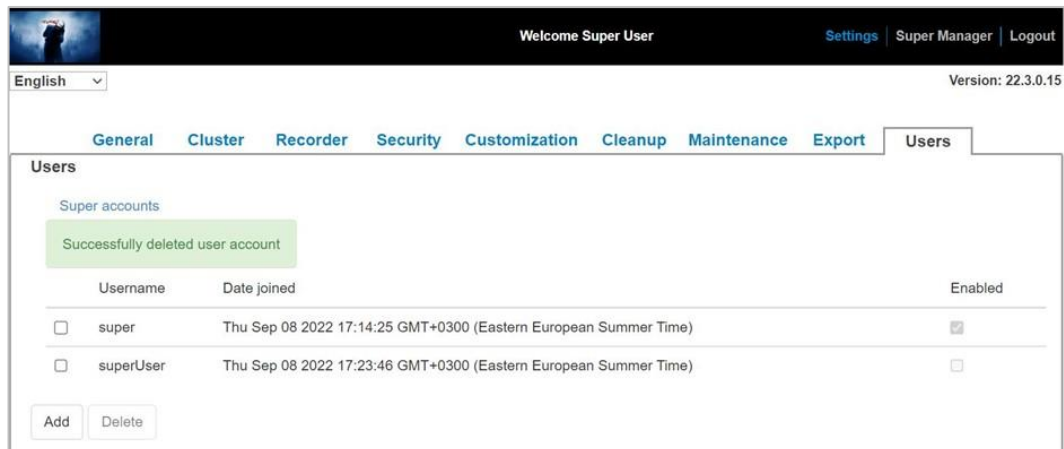 Welcome Super User
Settings Super Manager Logout
English
Version: 22.3.0.15
General Cluster Recorder Security Customization Cleanup Maintenance Export Users
Users
Super accounts
Successfully deleted user account
Username Date joined Enabled
super Thu Sep 08 2022 17:14:25 GMT+0300 (Eastern European Summer Time)
superUser Thu Sep 08 2022 17:23:46 GMT+0300 (Eastern European Summer Time)
Add Delete